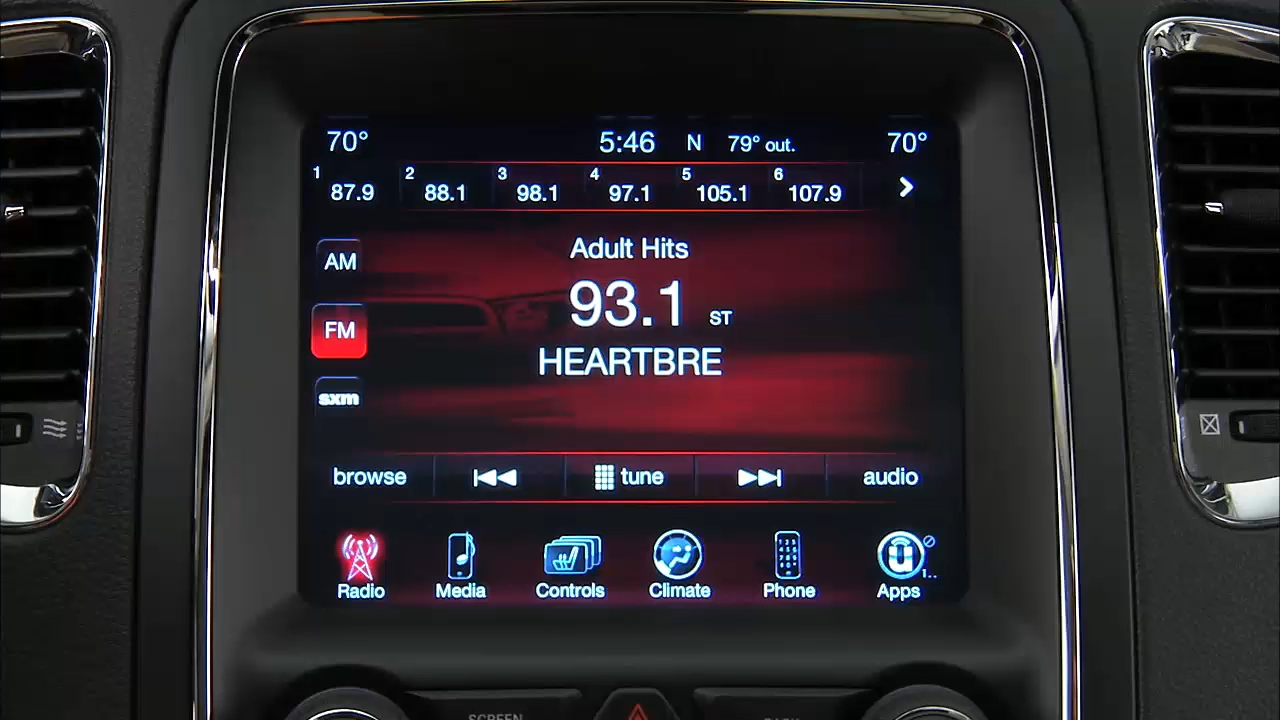 70° 5:46 N 79° out. 70°
1 87.9 2 88.1 3 98.1 4 97.1 5 105.1 6 107.9
Adult Hits
AM
93.1 ST
FM
HEARTBRE
sxm
browse tune audio
Radio Media Controls Climate Phone Apps
SCREEN